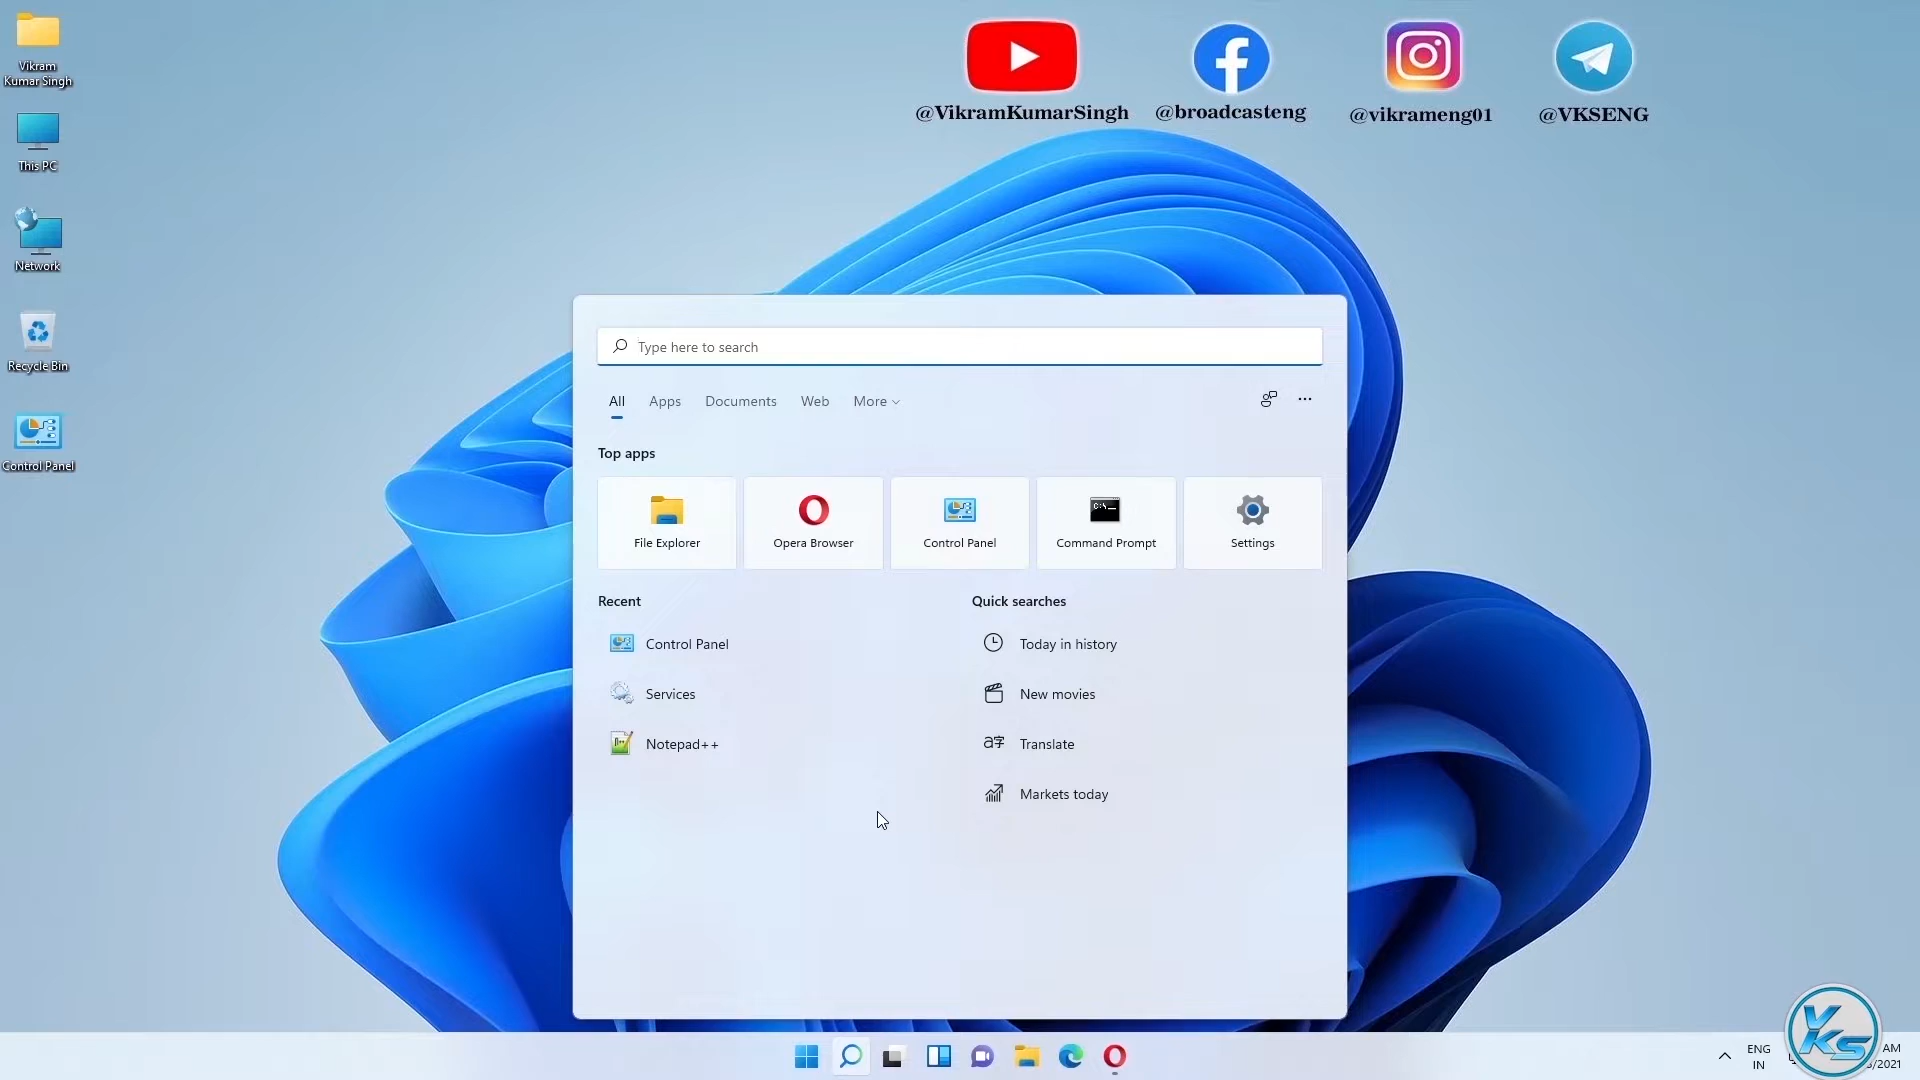 Vikram
Kumar Singh
This PC
Network
Recycle Bin
Control Panel
@VikramKumarSingh
@broadcasteng
@vikrameng01
@VKSENG
Type here to search
All
Apps
Documents
Web
More
Top apps
File Explorer
Opera Browser
Control Panel
Command Prompt
Settings
Recent
Control Panel
Services
Notepad++
Quick searches
Today in history
New movies
Translate
Markets today
ENG
IN
AM
/2021
VKS